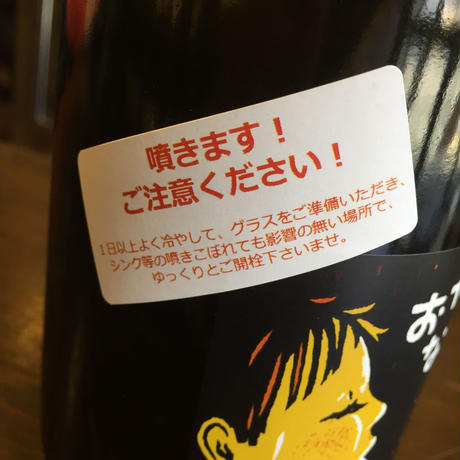 噴きます！
ご注意ください！
1日以上よく冷やして、グラスをご準備いただき、
シンク等の噴きこぼれても影響の無い場所で、
ゆっくりとご開栓下さいませ。
お